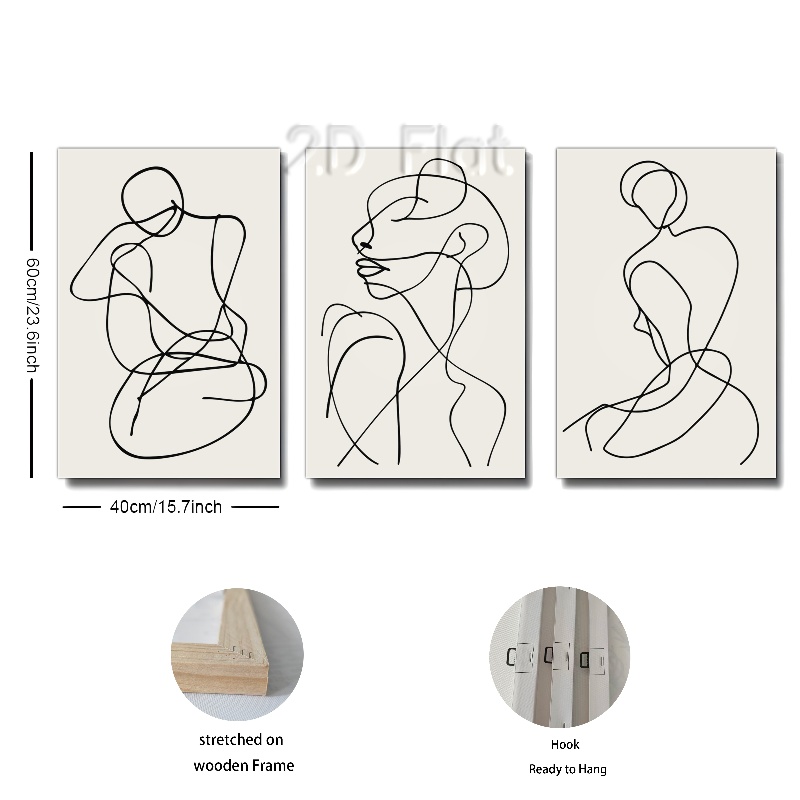 2D Flat
60cm/23.6inch
40cm/15.7inch
stretched on
wooden Frame
Hook
Ready to Hang